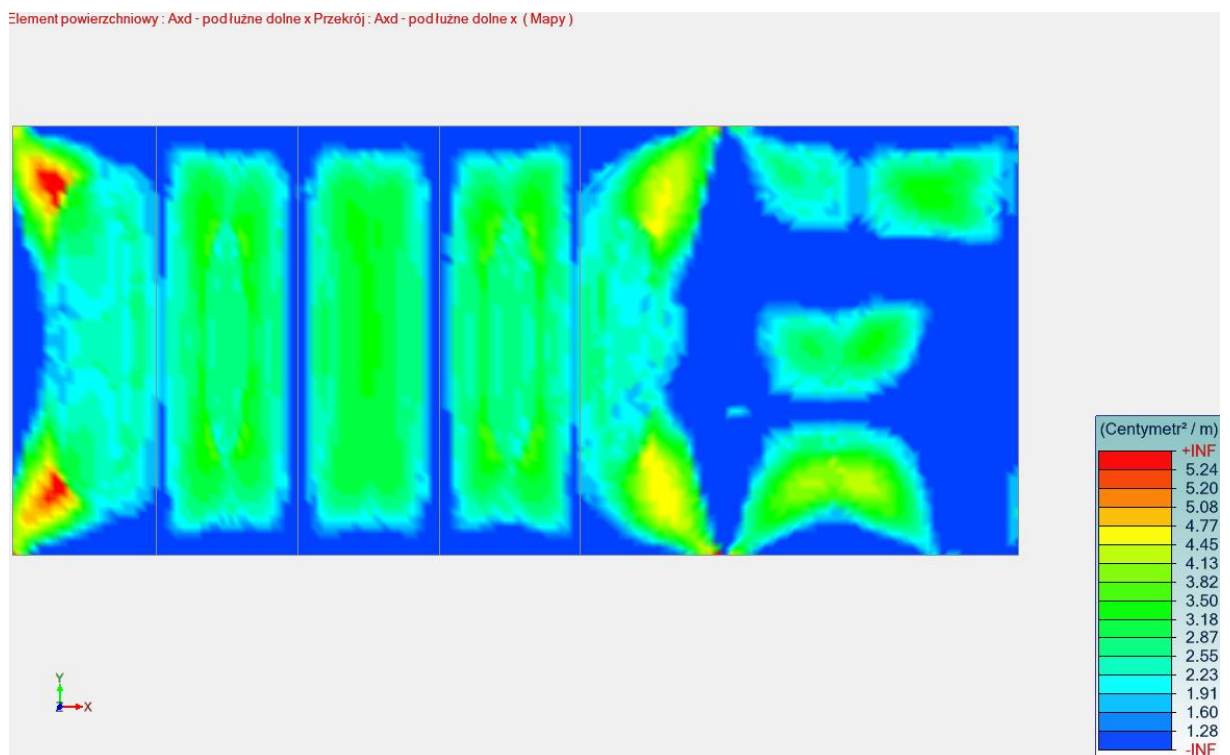 Element powierzchniowy : Axd - podłużne dolne x Przekrój : Axd - podłużne dolne x ( Mapy )
(Centymetr² / m)
+INF
5.24
5.20
5.08
4.77
4.45
4.13
3.82
3.50
3.18
2.87
2.55
2.23
1.91
1.60
1.28
-INF
Y
Z
X